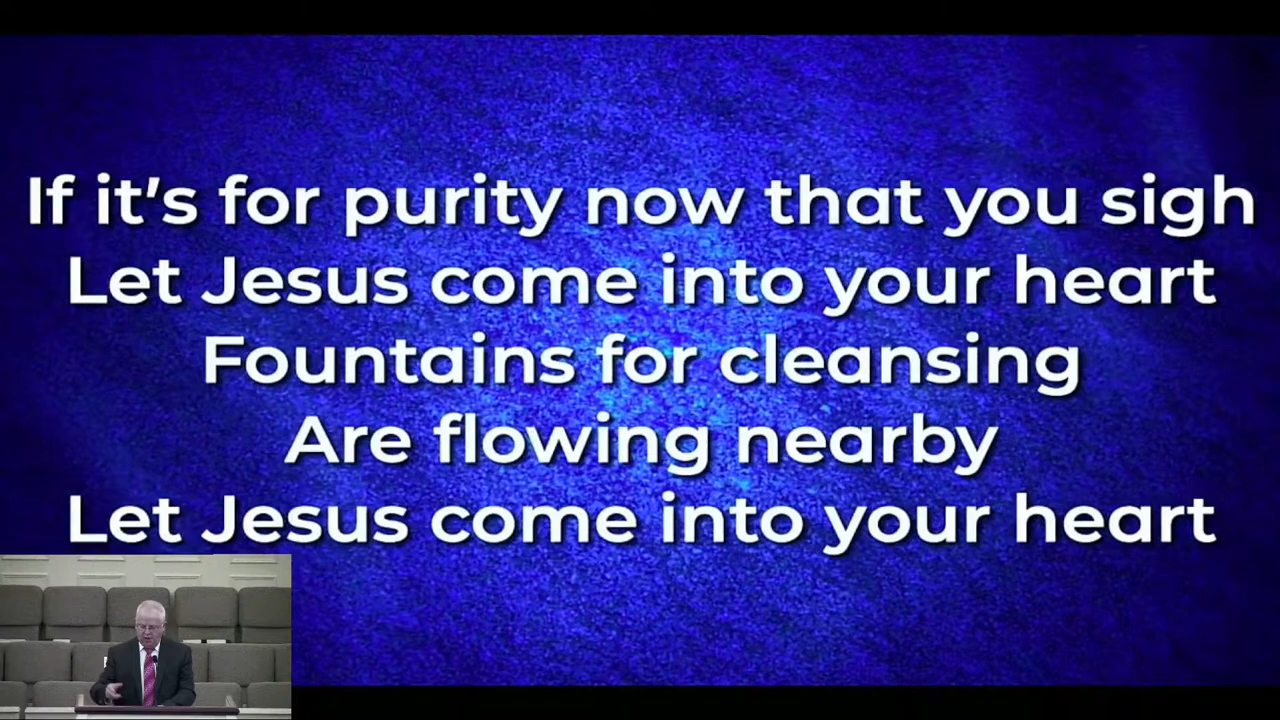 If it's for purity now that you sigh
Let Jesus come into your heart
Fountains for cleansing
Are flowing nearby
Let Jesus come into your heart